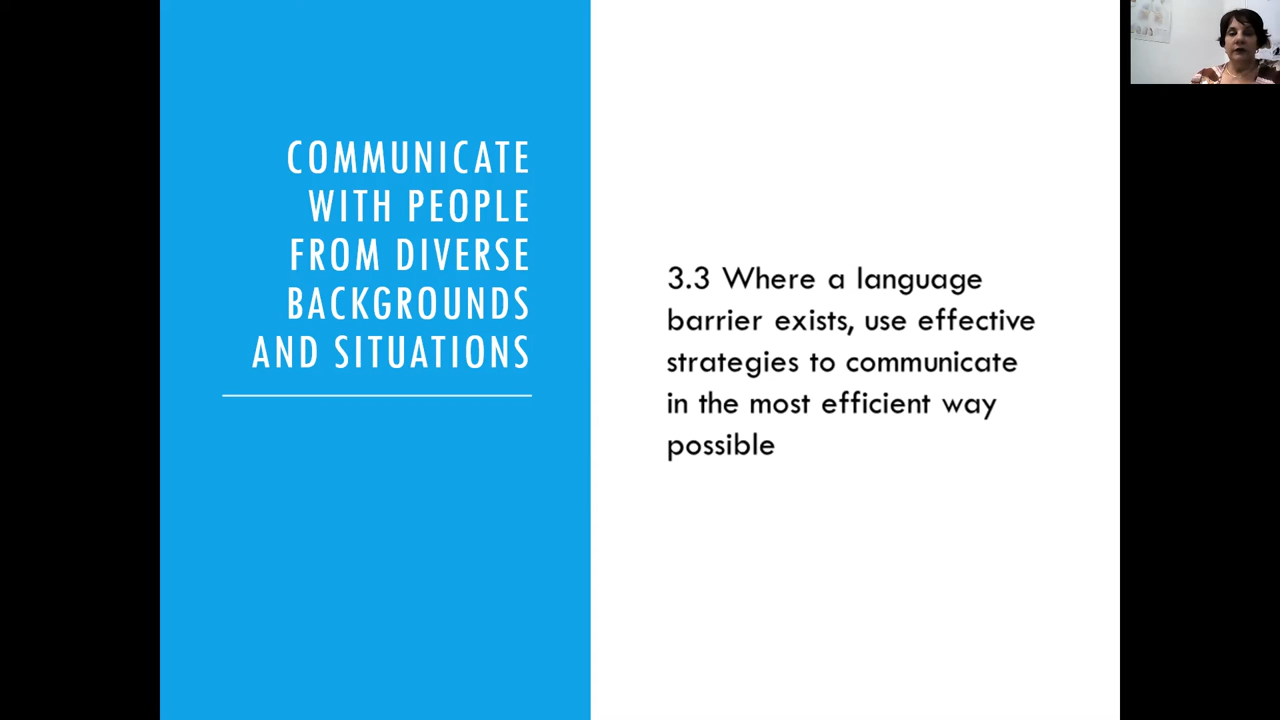 COMMUNICATE
WITH PEOPLE
FROM DIVERSE
BACKGROUNDS
AND SITUATIONS
3.3 Where a language
barrier exists, use effective
strategies to communicate
in the most efficient way
possible